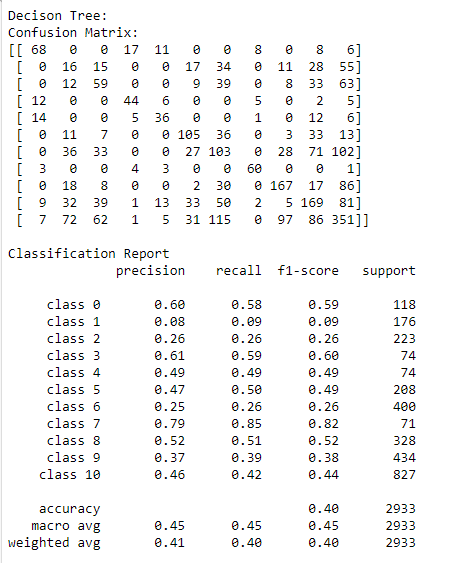 Decison Tree:
Confusion Matrix:
[[ 68   0   0  17  11   0   0   8   0   8   6]
 [  0  16  15   0   0  17  34   0  11  28  55]
 [  0  12  59   0   0   9  39   0   8  33  63]
 [ 12   0   0  44   6   0   0   5   0   2   5]
 [ 14   0   0   5  36   0   0   1   0  12   6]
 [  0  11   7   0   0 105  36   0   3  33  13]
 [  0  36  33   0   0  27 103   0  28  71 102]
 [  3   0   0   4   3   0   0  60   0   0   1]
 [  0  18   8   0   0   2  30   0 167  17  86]
 [  9  32  39   1  13  33  50   2   5 169  81]
 [  7  72  62   1   5  31 115   0  97  86 351]]
Classification Report
              precision    recall  f1-score   support
     class 0       0.60      0.58      0.59       118
     class 1       0.08      0.09      0.09       176
     class 2       0.26      0.26      0.26       223
     class 3       0.61      0.59      0.60        74
     class 4       0.49      0.49      0.49        74
     class 5       0.47      0.50      0.49       208
     class 6       0.25      0.26      0.26       400
     class 7       0.79      0.85      0.82        71
     class 8       0.52      0.51      0.52       328
     class 9       0.37      0.39      0.38       434
    class 10       0.46      0.42      0.44       827
    accuracy                           0.40      2933
   macro avg       0.45      0.45      0.45      2933
weighted avg       0.41      0.40      0.40      2933